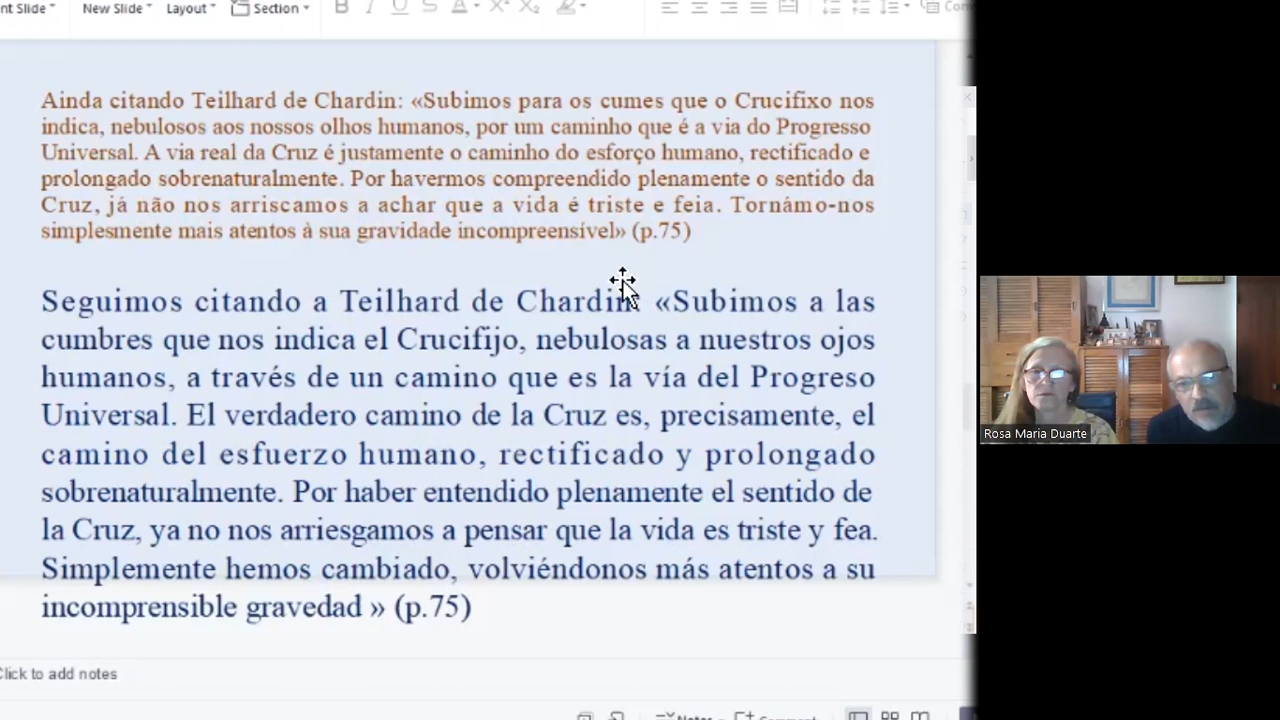 nt Slide New Slide Layout Section B I U S A X² X₂
Ainda citando Teilhard de Chardin: «Subimos para os cumes que o Crucifixo nos
indica, nebulosos aos nossos olhos humanos, por um caminho que é a via do Progresso
Universal. A via real da Cruz é justamente o caminho do esforço humano, rectificado e
prolongado sobrenaturalmente. Por havermos compreendido plenamente o sentido da
Cruz, já não nos arriscamos a achar que a vida é triste e feia. Tornámo-nos
simplesmente mais atentos à sua gravidade incompreensível» (p.75)
Seguimos citando a Teilhard de Chardin: «Subimos a las
cumbres que nos indica el Crucifijo, nebulosas a nuestros ojos
humanos, a través de un camino que es la vía del Progreso
Universal. El verdadero camino de la Cruz es, precisamente, el
camino del esfuerzo humano, rectificado y prolongado
sobrenaturalmente. Por haber entendido plenamente el sentido de
la Cruz, ya no nos arriesgamos a pensar que la vida es triste y fea.
Simplemente hemos cambiado, volviéndonos más atentos a su
incomprensible gravedad » (p.75)
Rosa Maria Duarte
Click to add notes
Notes Comment